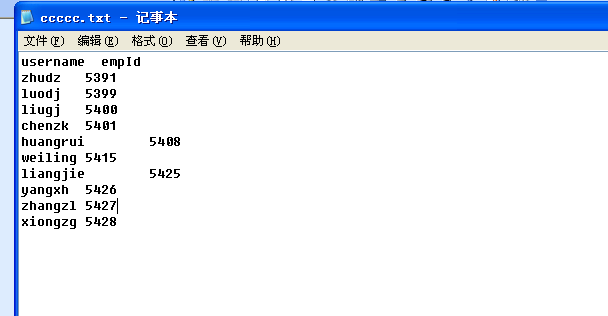 ccccc.txt - 记事本
文件(F) 编辑(E) 格式(O) 查看(V) 帮助(H)
username empId
zhudz 5391
luodj 5399
liugj 5400
chenzk 5401
huangrui 5408
weiling 5415
liangjie 5425
yangxh 5426
zhangzl 5427
xiongzg 5428